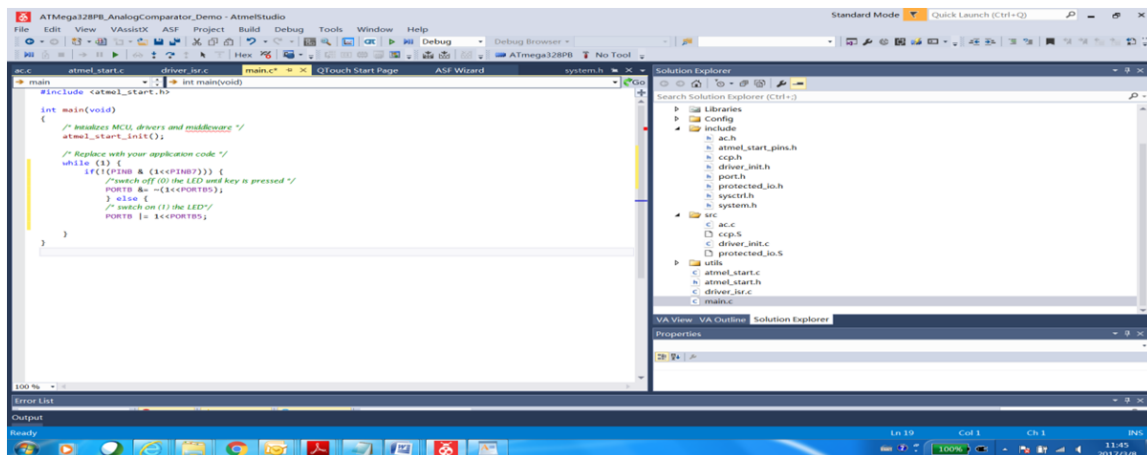 ATMega328PB_AnalogComparator_Demo - AtmelStudio
Standard Mode
Quick Launch (Ctrl+Q)
File Edit View VAssistX ASF Project Build Debug Tools Window Help
Debug
Debug Browser
Hex
ATmega328PB
No Tool
ac.c atmel_start.c driver_isr.c main.c* QTouch Start Page ASF Wizard system.h
main
int main(void)
Go
#include <atmel_start.h>
int main(void)
{
/* Initializes MCU, drivers and middleware */
atmel_start_init();
/* Replace with your application code */
while (1) {
if(!(PINB & (1<<PINB7))) {
/*switch off (0) the LED until key is pressed */
PORTB &= ~(1<<PORTB5);
} else {
/* switch on (1) the LED*/
PORTB |= 1<<PORTB5;
}
}
100 %
Solution Explorer
Search Solution Explorer (Ctrl+;)
Libraries
Config
include
ac.h
atmel_start_pins.h
ccp.h
driver_init.h
port.h
protected_io.h
sysctrl.h
system.h
src
ac.c
ccp.S
driver_init.c
protected_io.S
utils
atmel_start.c
atmel_start.h
driver_isr.c
main.c
VA View VA Outline Solution Explorer
Properties
Error List
Output
Ready
Ln 19 Col 1 Ch 1 INS
100%
11:45
2017/3/8